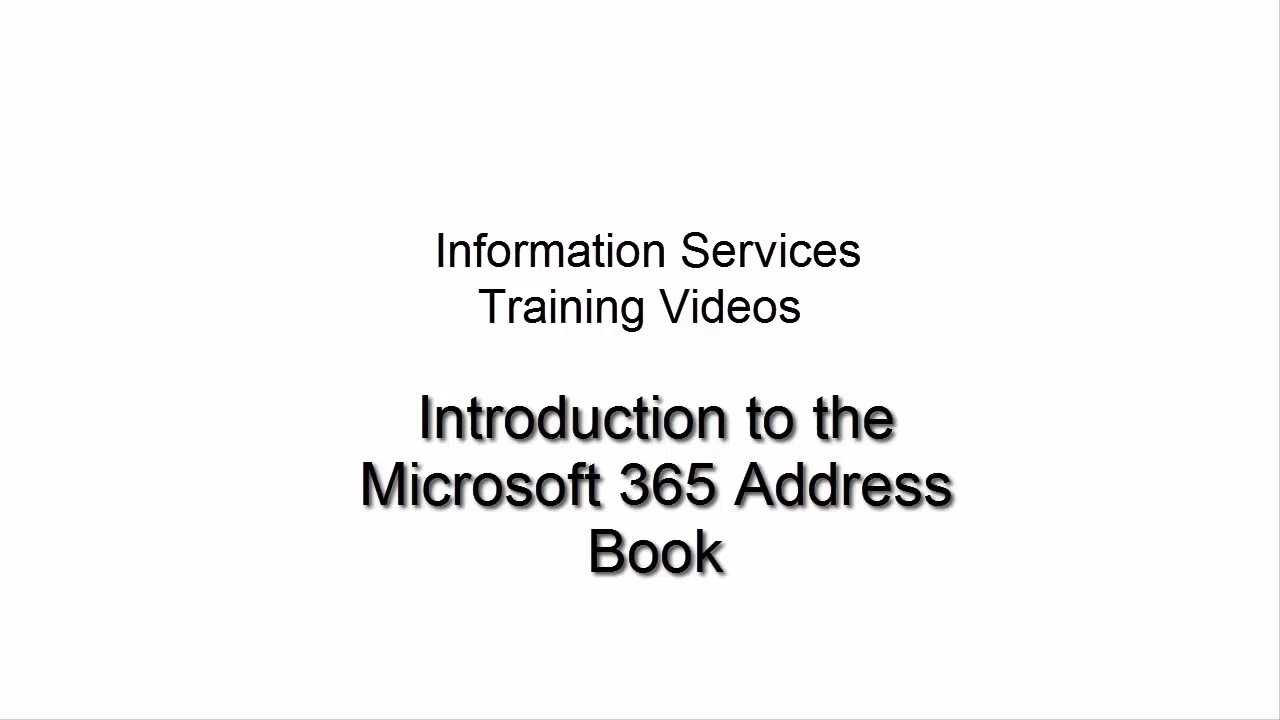 Information Services
Training Videos
Introduction to the
Microsoft 365 Address
Book